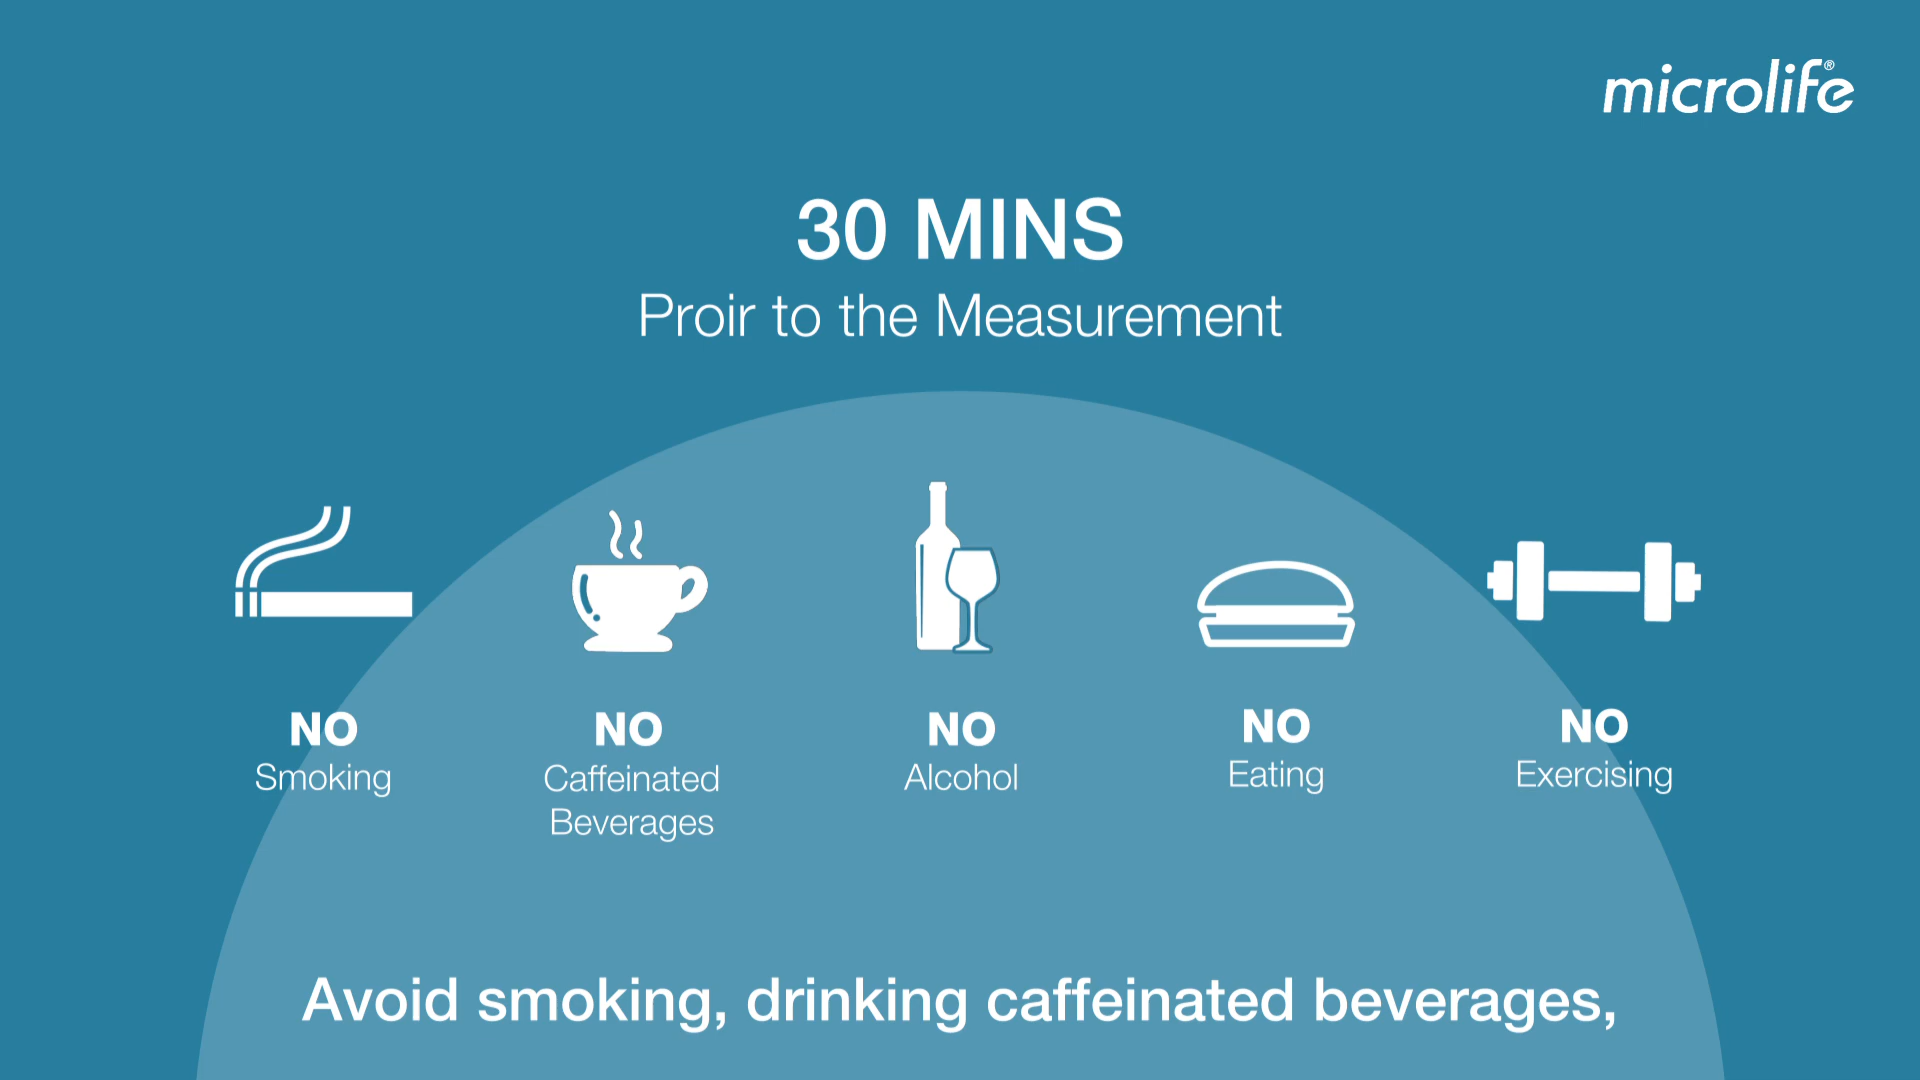 microlife®
30 MINS
Proir to the Measurement
NO
Smoking
NO
Caffeinated
Beverages
NO
Alcohol
NO
Eating
NO
Exercising
Avoid smoking, drinking caffeinated beverages,